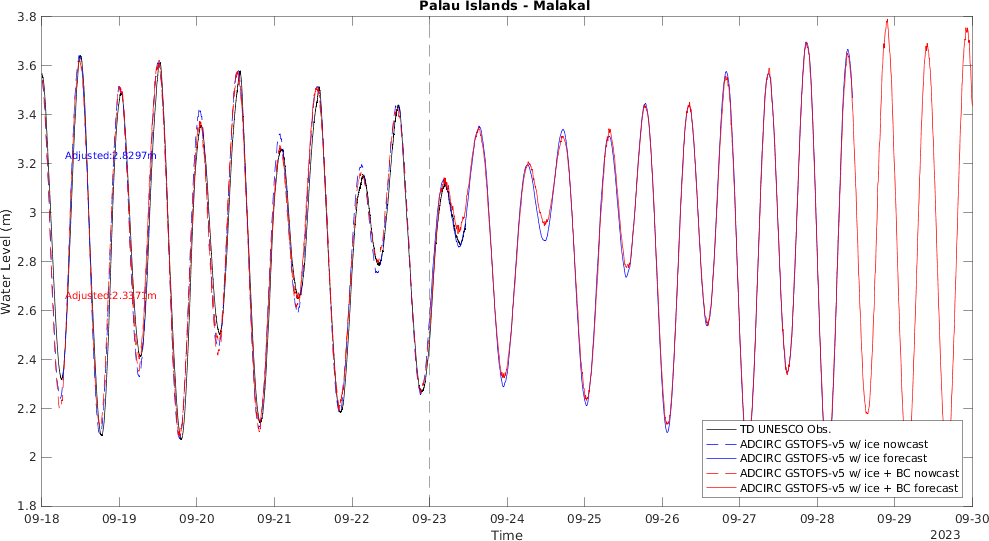 Palau Islands - Malakal
3.8
3.6
3.4
3.2
3
2.8
2.6
2.4
2.2
2
1.8
Water Level (m)
Adjusted:2.8297m
Adjusted:2.3371m
TD UNESCO Obs.
ADCIRC GSTOFS-v5 w/ ice nowcast
ADCIRC GSTOFS-v5 w/ ice forecast
ADCIRC GSTOFS-v5 w/ ice + BC nowcast
ADCIRC GSTOFS-v5 w/ ice + BC forecast
09-18 09-19 09-20 09-21 09-22 09-23 09-24 09-25 09-26 09-27 09-28 09-29 09-30
Time
2023